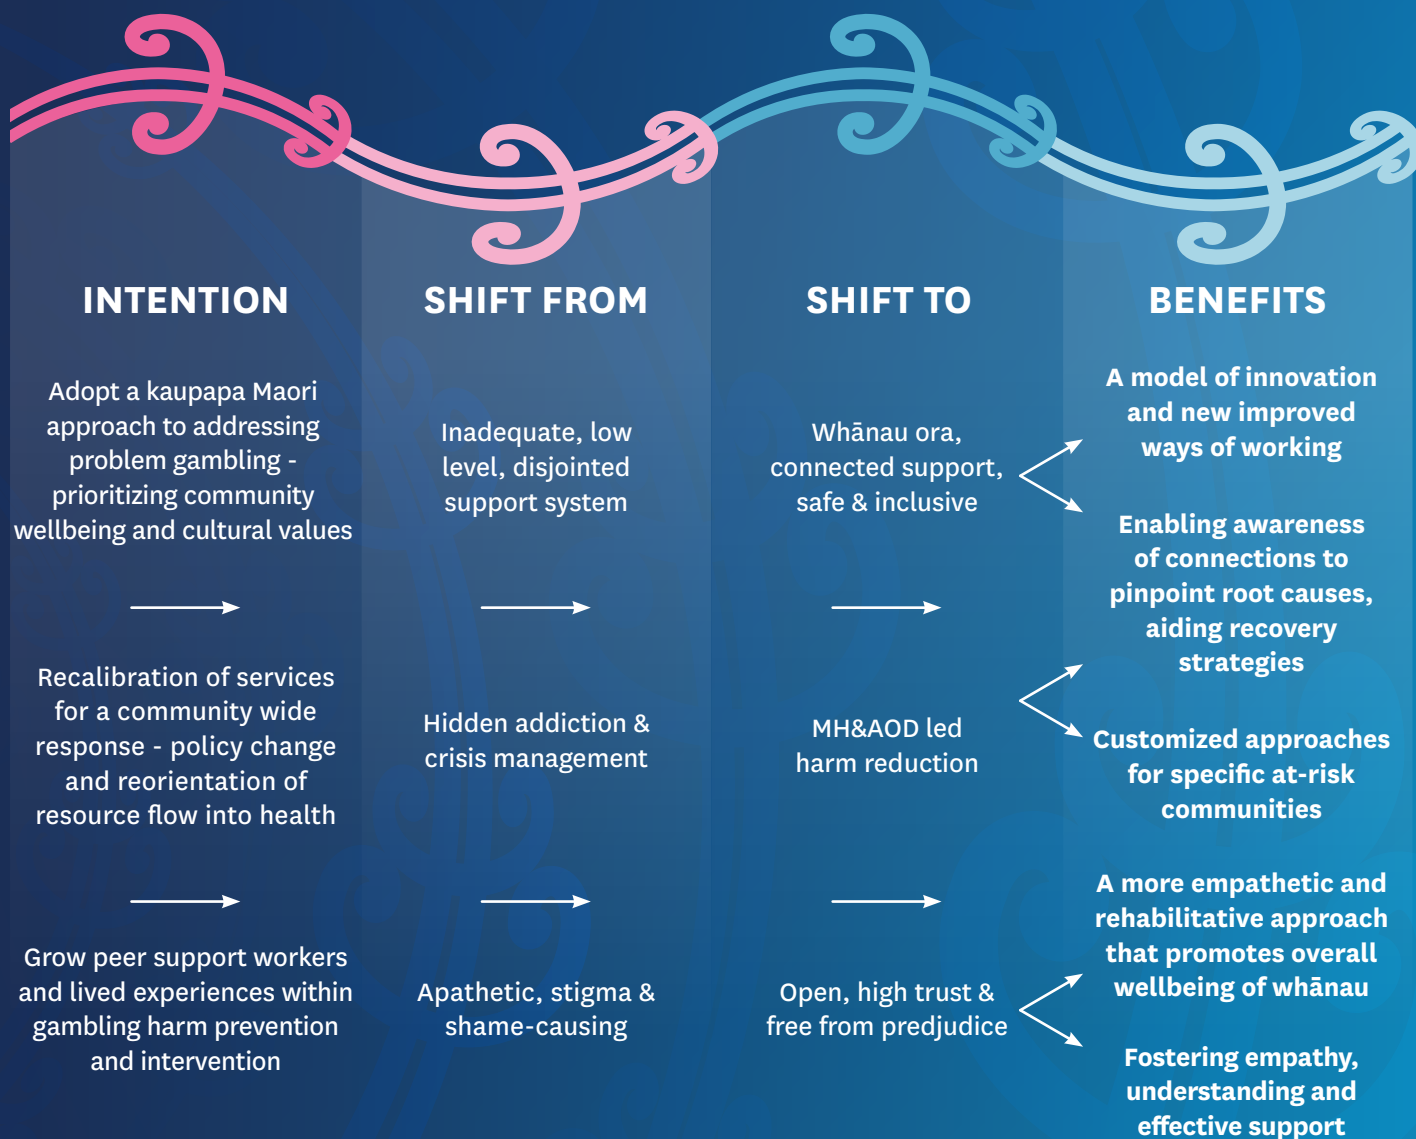 INTENTION
Adopt a kaupapa Maori
approach to addressing
problem gambling -
prioritizing community
wellbeing and cultural values
Recalibration of services
for a community wide
response - policy change
and reorientation of
resource flow into health
Grow peer support workers
and lived experiences within
gambling harm prevention
and intervention
SHIFT FROM
Inadequate, low
level, disjointed
support system
Hidden addiction &
crisis management
Apathetic, stigma &
shame-causing
SHIFT TO
Whānau ora,
connected support,
safe & inclusive
MH&AOD led
harm reduction
Open, high trust &
free from predjudice
BENEFITS
A model of innovation
and new improved
ways of working
Enabling awareness
of connections to
pinpoint root causes,
aiding recovery
strategies
Customized approaches
for specific at-risk
communities
A more empathetic and
rehabilitative approach
that promotes overall
wellbeing of whānau
Fostering empathy,
understanding and
effective support